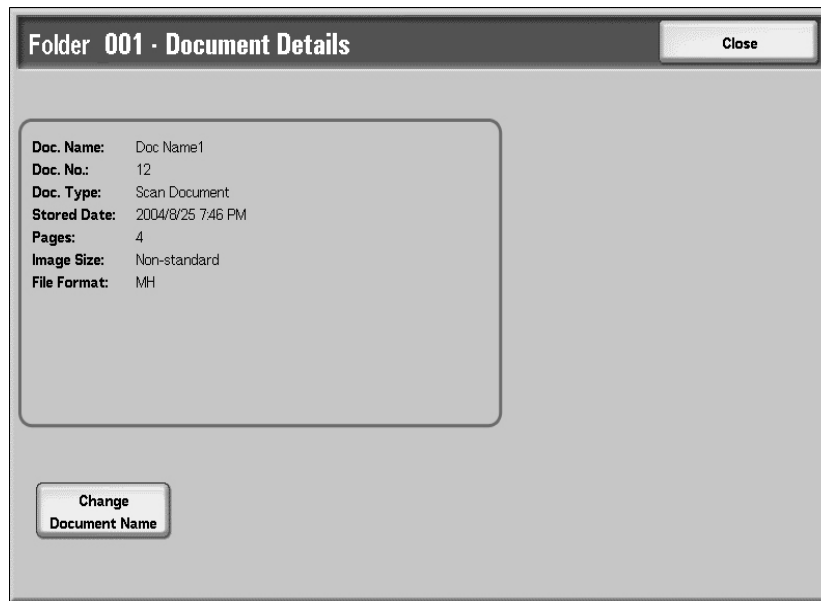 Folder 001 · Document Details
Close
Doc. Name: Doc Name1
Doc. No.: 12
Doc. Type: Scan Document
Stored Date: 2004/8/25 7:46 PM
Pages: 4
Image Size: Non-standard
File Format: MH
Change
Document Name